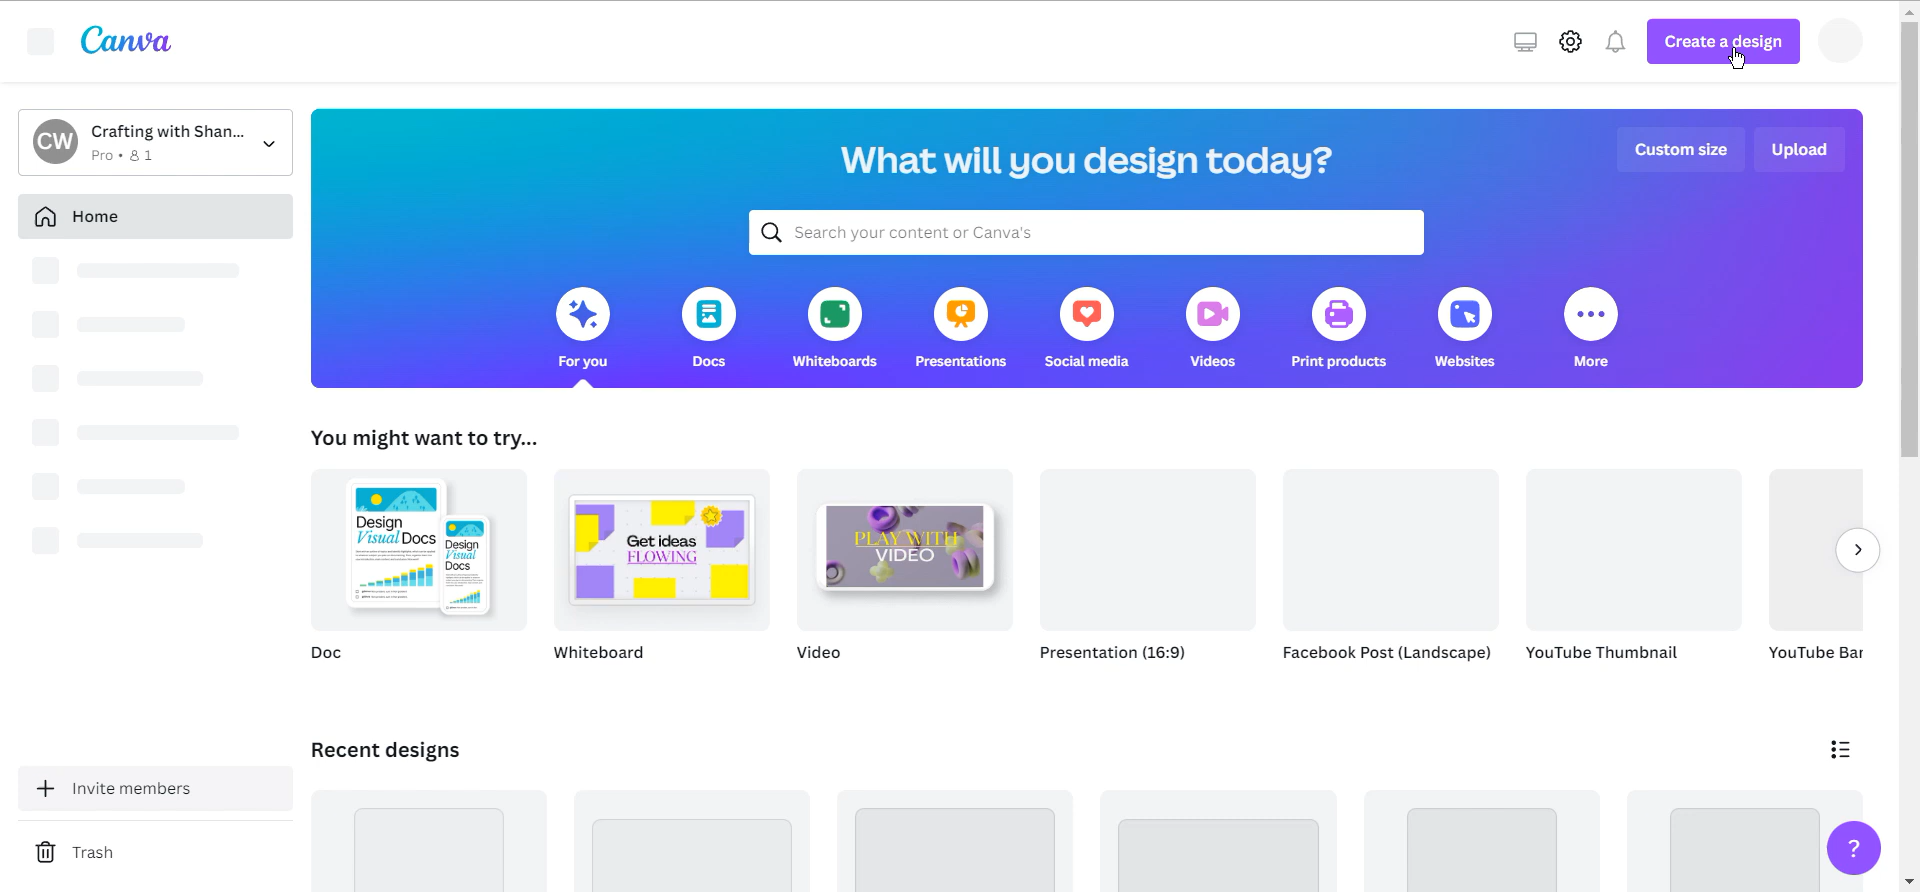 Canva
Create a design
CW
Crafting with Shan...
Pro • 1
Home
What will you design today?
Custom size
Upload
Search your content or Canva's
For you
Docs
Whiteboards
Presentations
Social media
Videos
Print products
Websites
More
You might want to try...
Design
Visual Docs
Design
Visual
Docs
Get ideas
FLOWING
PLAY WITH
VIDEO
Doc
Whiteboard
Video
Presentation (16:9)
Facebook Post (Landscape)
YouTube Thumbnail
YouTube Bar
Recent designs
Invite members
Trash
?